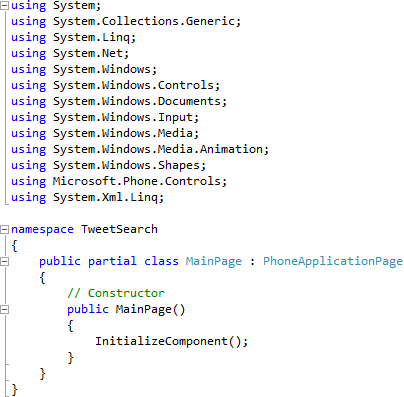 using System;
using System.Collections.Generic;
using System.Linq;
using System.Net;
using System.Windows;
using System.Windows.Controls;
using System.Windows.Documents;
using System.Windows.Input;
using System.Windows.Media;
using System.Windows.Media.Animation;
using System.Windows.Shapes;
using Microsoft.Phone.Controls;
using System.Xml.Linq;

namespace TweetSearch
{
    public partial class MainPage : PhoneApplicationPage
    {
        // Constructor
        public MainPage()
        {
            InitializeComponent();
        }
    }
}